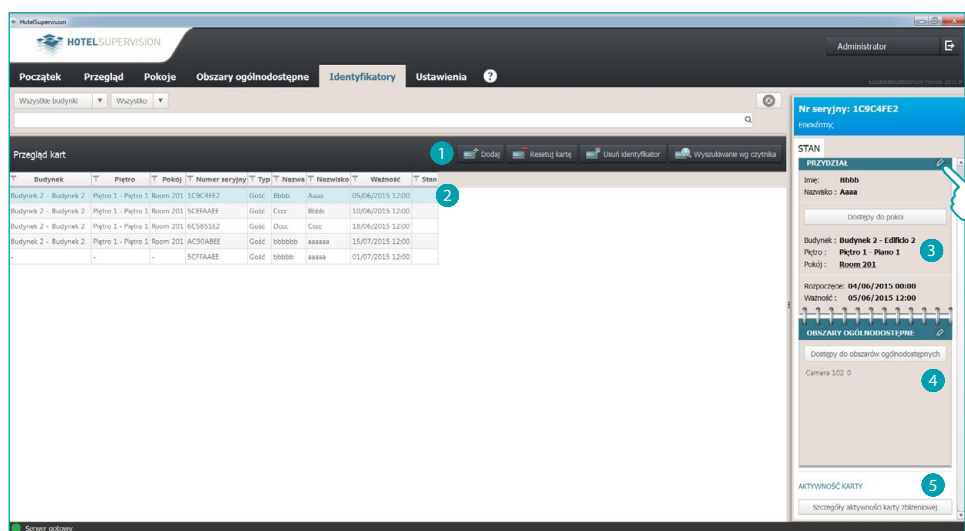 HotelSupervision
HOTELSUPERVISION
Administrator
Początek Przegląd Pokoje Obszary ogólnodostępne Identyfikatory Ustawienia ?
Wszystkie budynki Wszystko
Nr seryjny: 1C9C4FE2
STAN
Przegląd kart
1 Dodaj Resetuj kartę Usuń identyfikator Wyszukiwanie wg czytnika
PRZYDZIAŁ
Budynek Piętro Pokój Numer seryjny Typ Nazwa Nazwisko Ważność Stan
Budynek 2 - Budynek 2 Piętro 1 - Piętro 1 Room 201 1C9C4FE2 Gość Bbbb Aaaa 05/06/2015 12:00 2
Budynek 2 - Budynek 2 Piętro 1 - Piętro 1 Room 201 5CEFAAEE Gość Cccc Bbbb 10/06/2015 12:00
Budynek 2 - Budynek 2 Piętro 1 - Piętro 1 Room 201 6C5851E2 Gość Dccc Cccc 18/06/2015 12:00
Budynek 2 - Budynek 2 Piętro 1 - Piętro 1 Room 201 AC90ABEE Gość bbbbbb aaaaaa 15/07/2015 12:00
- - - 5CFFAAEE Gość bbbbb aaaaa 01/07/2015 12:00
Imię: Bbbb
Nazwisko : Aaaa
Dostępy do pokoi
Budynek : Budynek 2 - Edificio 2
Piętro : Piętro 1 - Piano 1
Pokój : Room 201
3
Rozpoczęcie: 04/06/2015 00:00
Ważność : 05/06/2015 12:00
OBSZARY OGÓLNODOSTĘPNE
Dostępy do obszarów ogólnodostępnych
Camera 102 0
4
AKTYWNOŚĆ KARTY
5
Szczegóły aktywności karty zbliżeniowej
Serwer gotowy